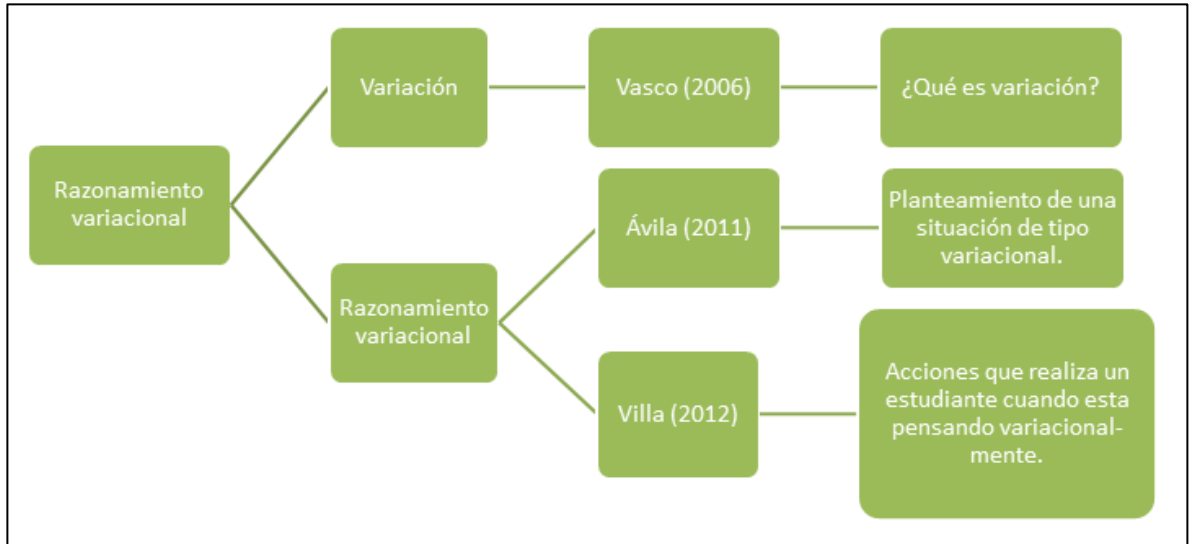 Variación
Vasco (2006)
¿Qué es variación?
Razonamiento
variacional
Ávila (2011)
Planteamiento de una
situación de tipo
variacional.
Razonamiento
variacional
Villa (2012)
Acciones que realiza un
estudiante cuando esta
pensando variacional-
mente.